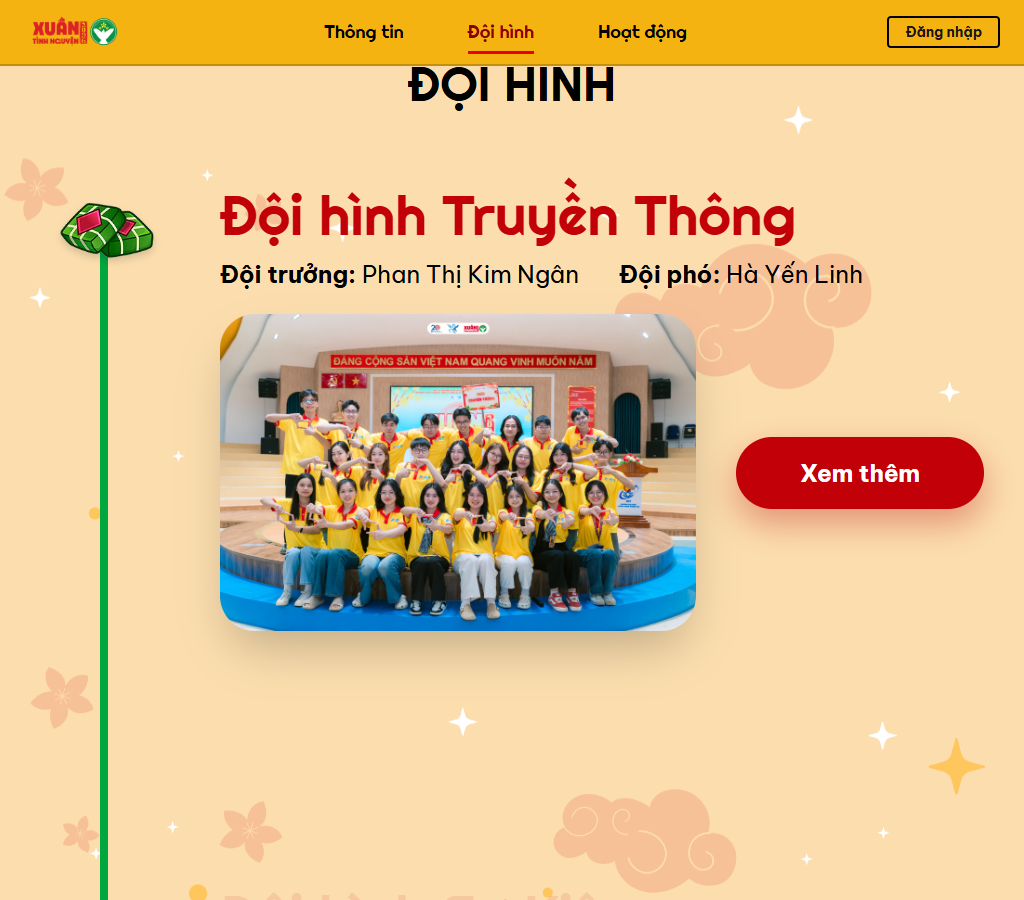 XUÂN
TÌNH NGUYỆN
Thông tin
Đội hình
Hoạt động
Đăng nhập
ĐỘI HÌNH
Đội hình Truyền Thông
Đội trưởng: Phan Thị Kim Ngân
Đội phó: Hà Yến Linh
ĐẢNG CỘNG SẢN VIỆT NAM QUANG VINH MUÔN NĂM
Xem thêm